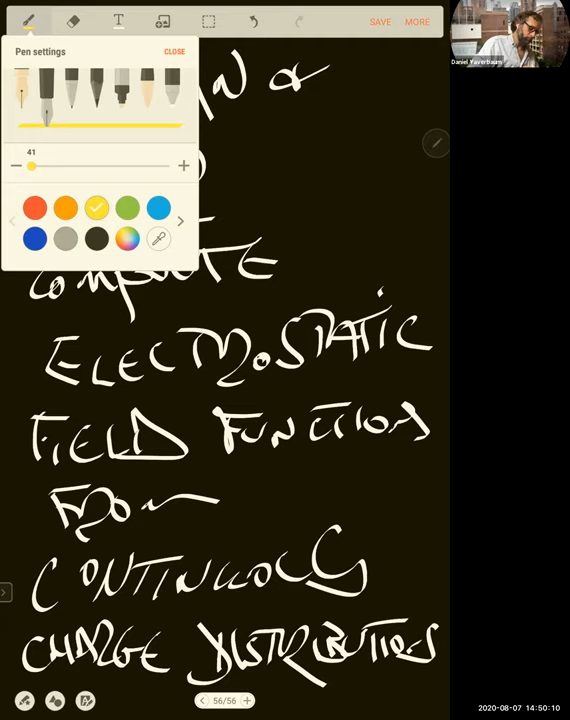 T
SAVE MORE
Daniel Yaverbaum
Pen settings CLOSE
N &
41
COMPUTE
ELECTROSTATIC
FIELD FUNCTIONS
FROM
CONTINUOUS
CHARGE DISTRIBUTIONS
56/56
2020-08-07 14:50:10